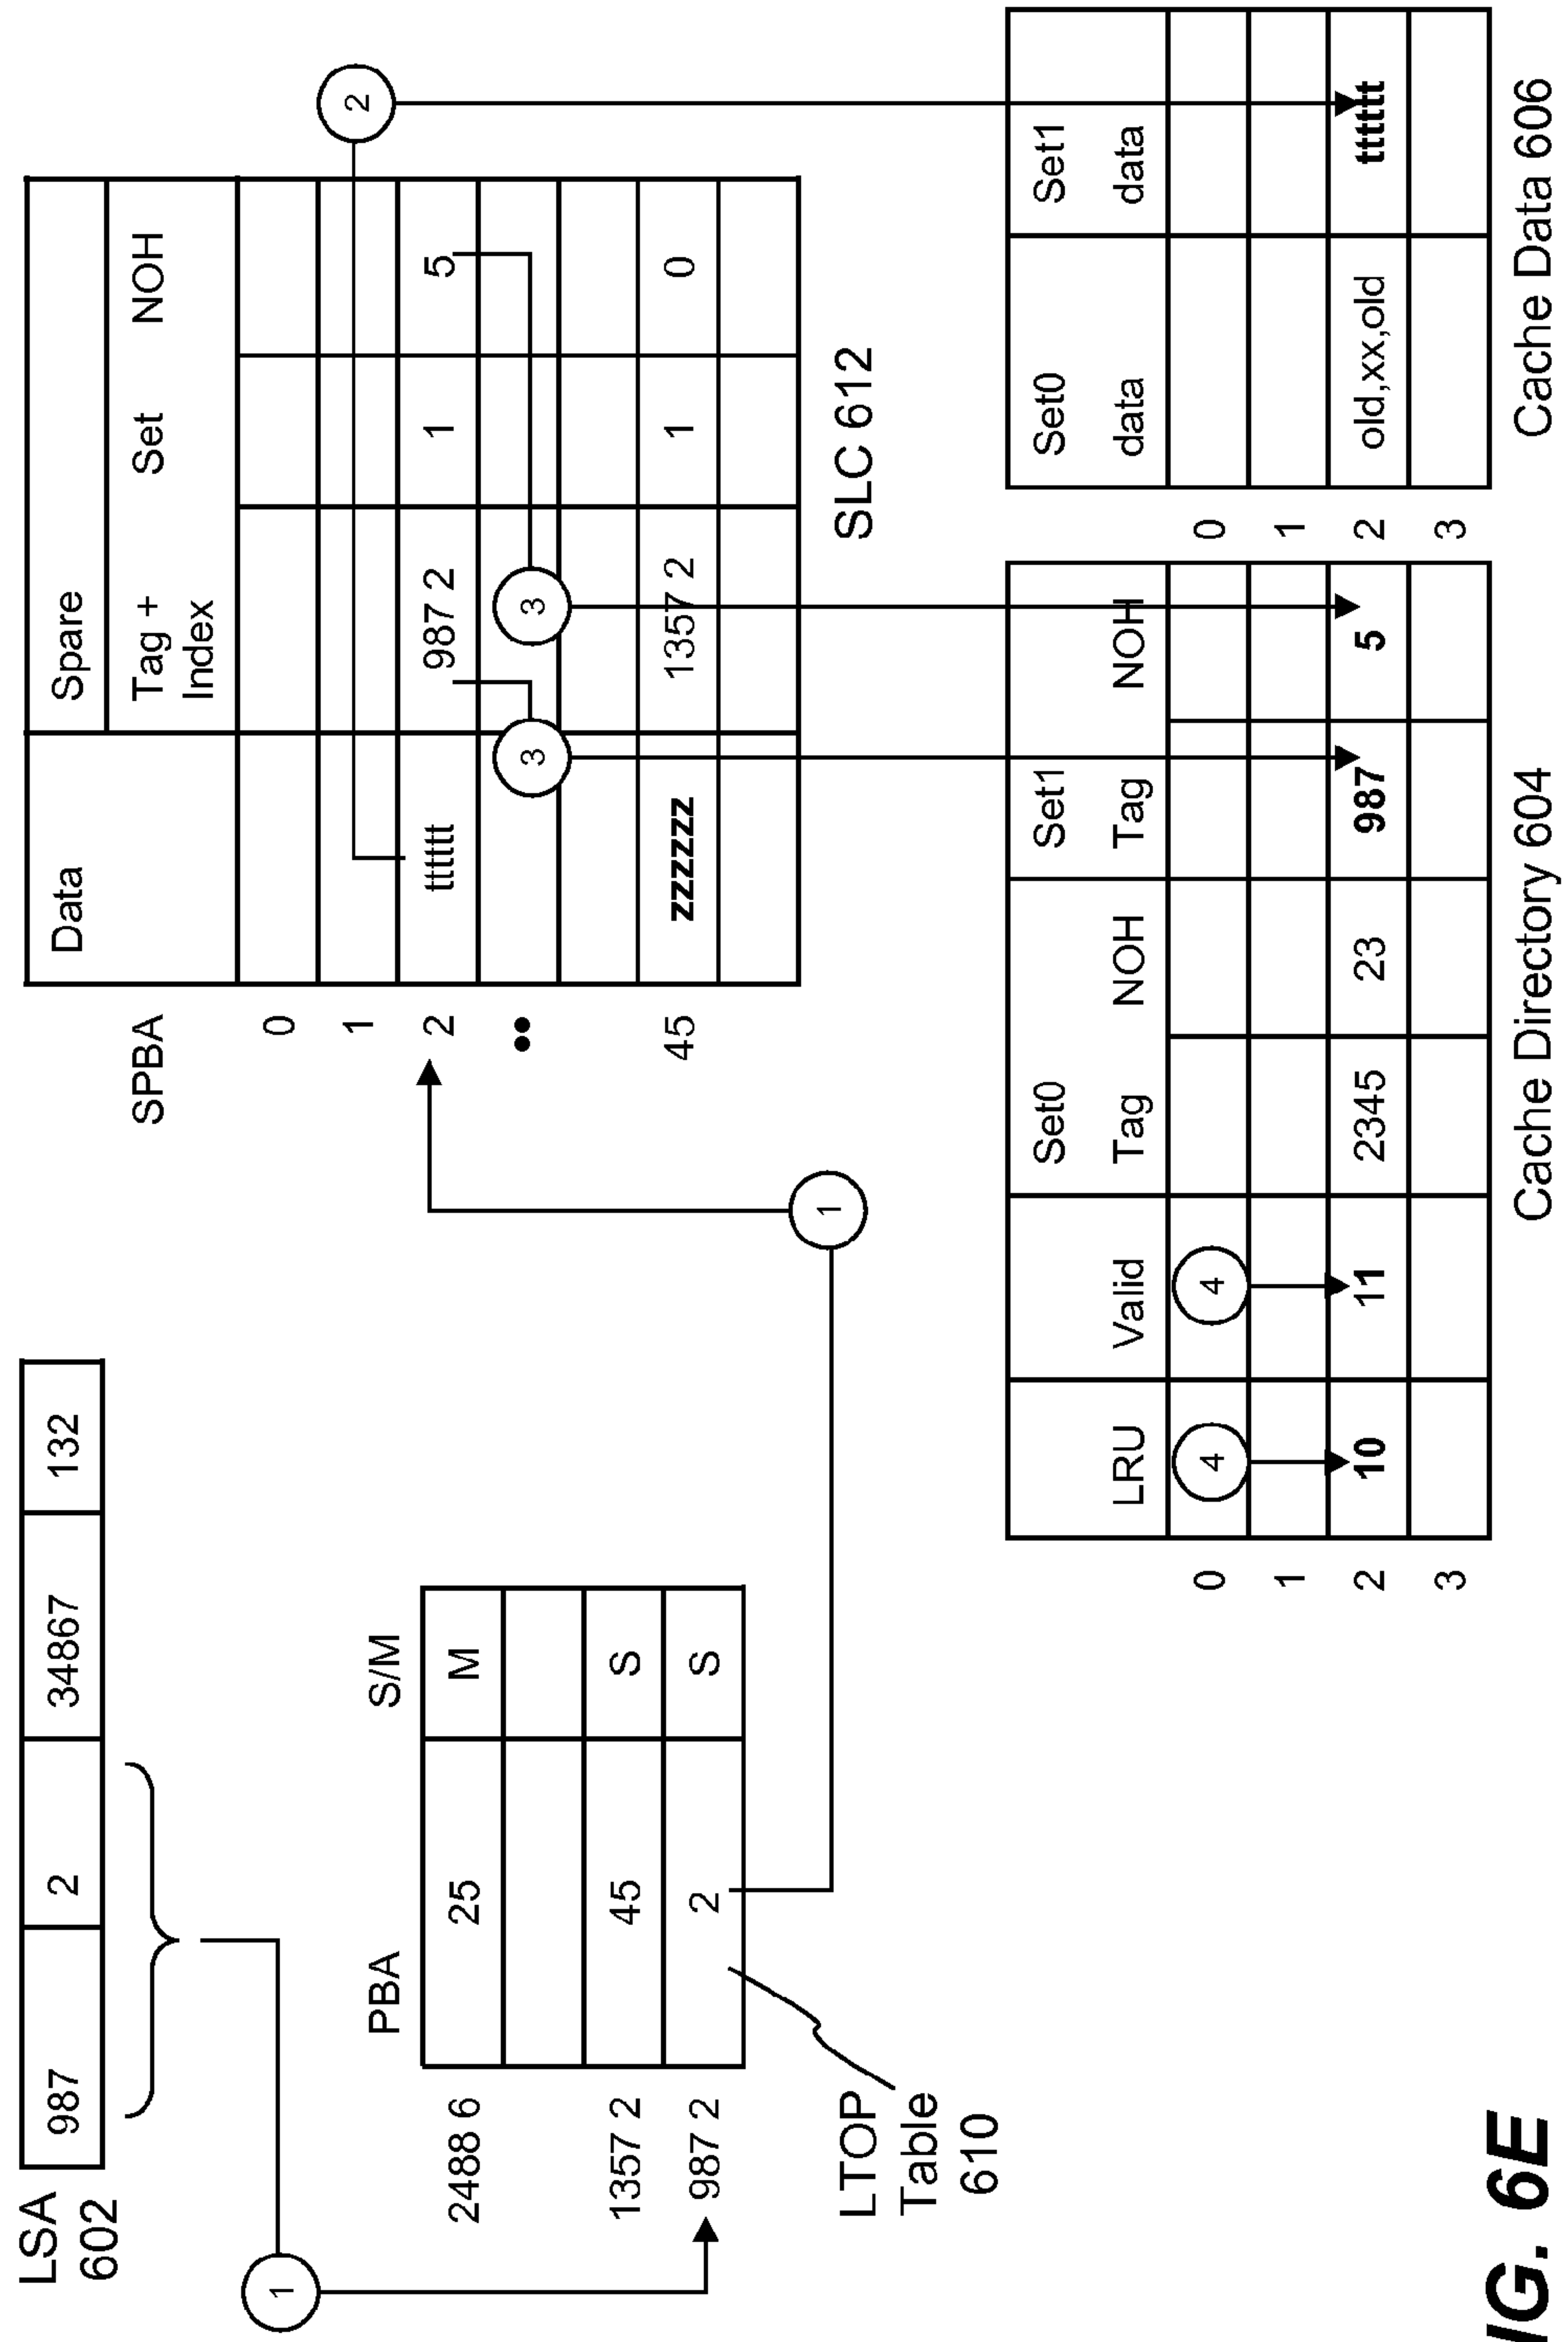 LSA
602
987 2 34867 132
1
PBA S/M
2488 6 25 M
1357 2 45 S
987 2 2 S
LTOP
Table
610
1
SPBA
Data Spare
Tag + Set NOH
Index
0
1
2 tttttt 987 2 1 5
2
3 3
45 zzzzzz 1357 2 1 0
SLC 612
Set0 Set1
LRU Valid Tag NOH Tag NOH
0 4 4
1
2 10 11 2345 23 987 5
3
Cache Directory 604
Set0 Set1
data data
0
1
2 old,xx,old tttttt
3
Cache Data 606
IG. 6E